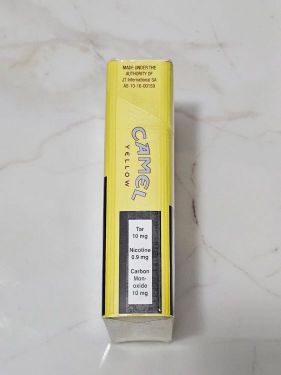 MADE UNDER THE
AUTHORITY OF
JT International SA
AE-10-16-00159
CAMEL
YELLOW
Tar
10 mg
Nicotine
0.9 mg
Carbon
Mon-
oxide
10 mg